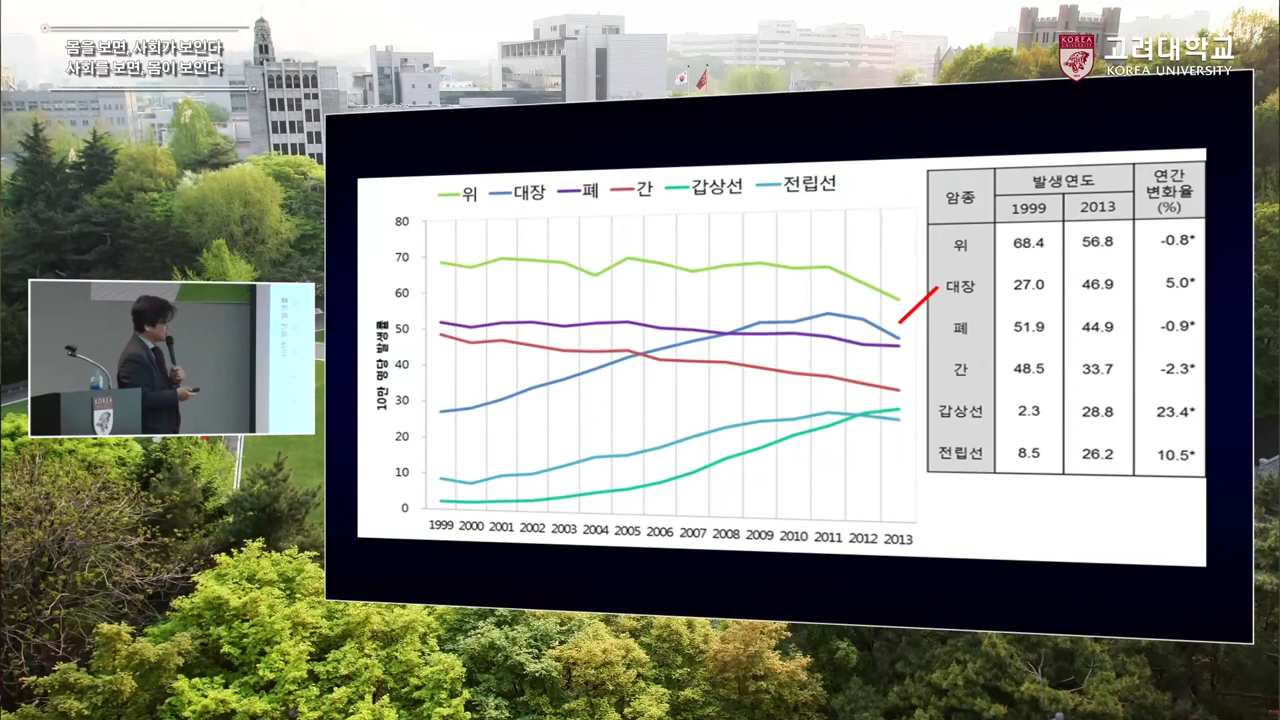 몸을 보면, 사회가 보인다
사회를 보면, 몸이 보인다
KOREA
UNIVERSITY
고려대학교
KOREA UNIVERSITY
위 대장 폐 간 갑상선 전립선
10만 명당 발생률
80
70
60
50
40
30
20
10
0
1999 2000 2001 2002 2003 2004 2005 2006 2007 2008 2009 2010 2011 2012 2013
암종 발생연도 연간 변화율 (%)
1999 2013
위 68.4 56.8 -0.8*
대장 27.0 46.9 5.0*
폐 51.9 44.9 -0.9*
간 48.5 33.7 -2.3*
갑상선 2.3 28.8 23.4*
전립선 8.5 26.2 10.5*
KOREA